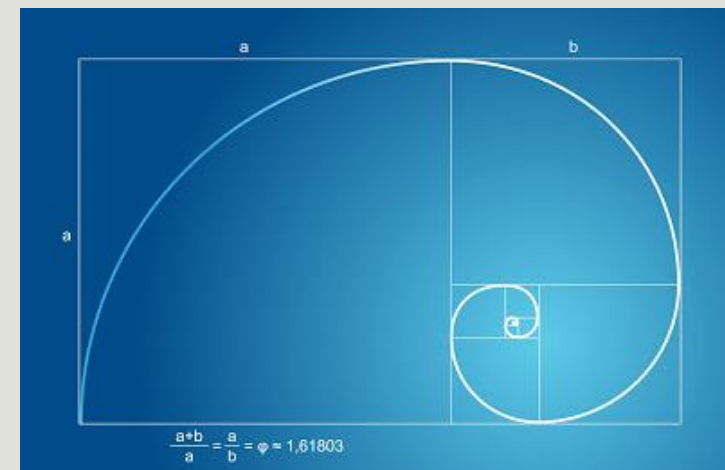 a b
a
a+b/a = a/b = φ ≈ 1,61803